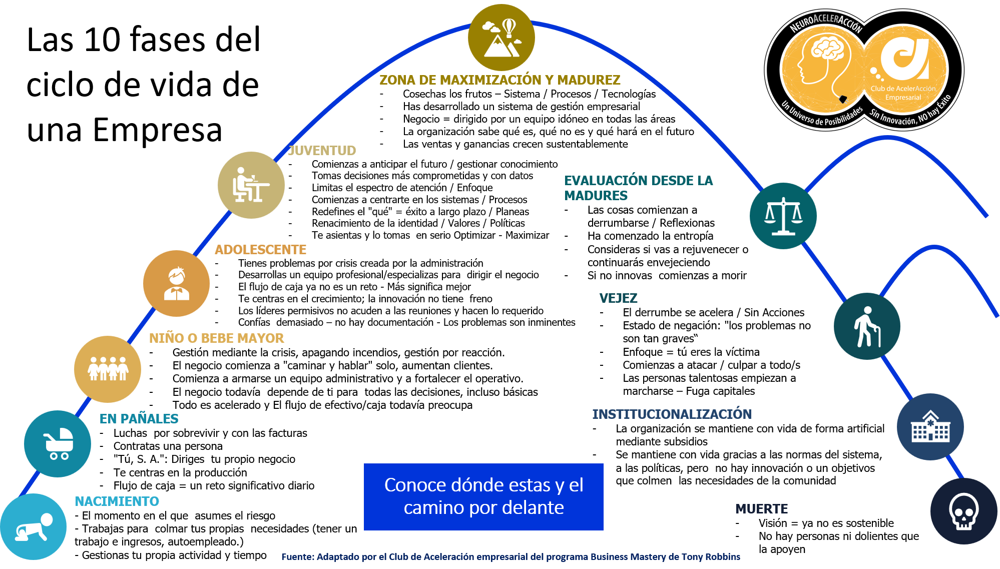 Las 10 fases del
ciclo de vida de
una Empresa
NEUROACELERACCIÓN
Un Universo de Posibilidades
Club de AcelerAcción
Empresarial
Sin Innovación, NO hay Éxito
ZONA DE MAXIMIZACIÓN Y MADUREZ
- Cosechas los frutos – Sistema / Procesos / Tecnologías
- Has desarrollado un sistema de gestión empresarial
- Negocio = dirigido por un equipo idóneo en todas las áreas
- La organización sabe qué es, qué no es y qué hará en el futuro
- Las ventas y ganancias crecen sustentablemente
JUVENTUD
- Comienzas a anticipar el futuro / gestionar conocimiento
- Tomas decisiones más comprometidas y con datos
- Limitas el espectro de atención / Enfoque
- Comienzas a centrarte en los sistemas / Procesos
- Redefines el "qué" = éxito a largo plazo / Planeas
- Renacimiento de la identidad / Valores / Políticas
- Te asientas y lo tomas en serio Optimizar - Maximizar
EVALUACIÓN DESDE LA
MADURES
- Las cosas comienzan a
derrumbarse / Reflexionas
- Ha comenzado la entropía
- Consideras si vas a rejuvenecer o
continuarás envejeciendo
- Si no innovas comienzas a morir
ADOLESCENTE
- Tienes problemas por crisis creada por la administración
- Desarrollas un equipo profesional/especializas para dirigir el negocio
- El flujo de caja ya no es un reto - Más significa mejor
- Te centras en el crecimiento; la innovación no tiene freno
- Los líderes permisivos no acuden a las reuniones y hacen lo requerido
- Confías demasiado – no hay documentación - Los problemas son inminentes
VEJEZ
- El derrumbe se acelera / Sin Acciones
- Estado de negación: "los problemas no
son tan graves“
- Enfoque = tú eres la víctima
- Comienzas a atacar / culpar a todo/s
- Las personas talentosas empiezan a
marcharse – Fuga capitales
NIÑO O BEBE MAYOR
- Gestión mediante la crisis, apagando incendios, gestión por reacción.
- El negocio comienza a "caminar y hablar" solo, aumentan clientes.
- Comienza a armarse un equipo administrativo y a fortalecer el operativo.
- El negocio todavía depende de ti para todas las decisiones, incluso básicas
- Todo es acelerado y El flujo de efectivo/caja todavía preocupa
INSTITUCIONALIZACIÓN
- La organización se mantiene con vida de forma artificial
mediante subsidios
- Se mantiene con vida gracias a las normas del sistema,
a las políticas, pero no hay innovación o un objetivos
que colmen las necesidades de la comunidad
EN PAÑALES
- Luchas por sobrevivir y con las facturas
- Contratas una persona
- "Tú, S. A.": Diriges tu propio negocio
- Te centras en la producción
- Flujo de caja = un reto significativo diario
Conoce dónde estas y el
camino por delante
NACIMIENTO
- El momento en el que asumes el riesgo
- Trabajas para colmar tus propias necesidades (tener un
trabajo e ingresos, autoempleado.)
- Gestionas tu propia actividad y tiempo
MUERTE
- Visión = ya no es sostenible
- No hay personas ni dolientes que
la apoyen
Fuente: Adaptado por el Club de Aceleración empresarial del programa Business Mastery de Tony Robbins